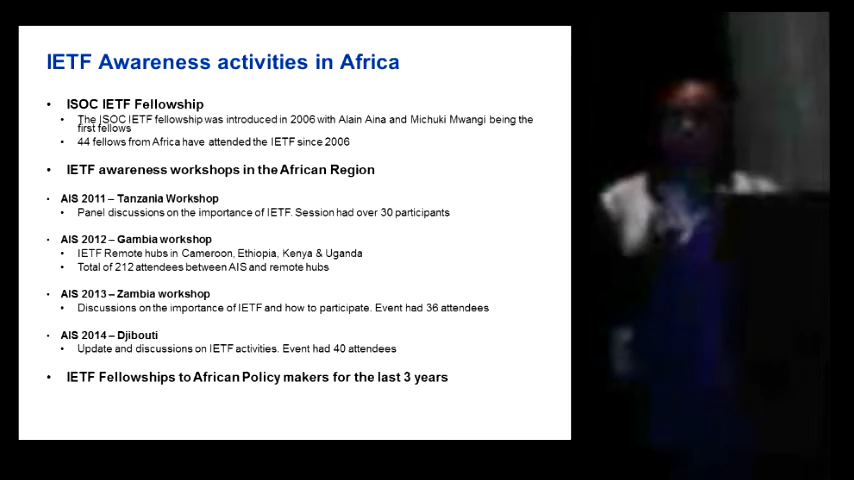 IETF Awareness activities in Africa
• ISOC IETF Fellowship
• The ISOC IETF fellowship was introduced in 2006 with Alain Aina and Michuki Mwangi being the
first fellows
• 44 fellows from Africa have attended the IETF since 2006
• IETF awareness workshops in the African Region
• AIS 2011 – Tanzania Workshop
• Panel discussions on the importance of IETF. Session had over 30 participants
• AIS 2012 – Gambia workshop
• IETF Remote hubs in Cameroon, Ethiopia, Kenya & Uganda
• Total of 212 attendees between AIS and remote hubs
• AIS 2013 – Zambia workshop
• Discussions on the importance of IETF and how to participate. Event had 36 attendees
• AIS 2014 – Djibouti
• Update and discussions on IETF activities. Event had 40 attendees
• IETF Fellowships to African Policy makers for the last 3 years